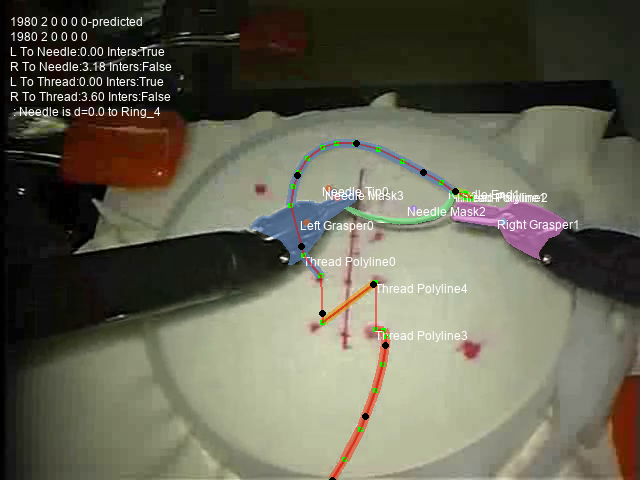 1980 2 0 0 0 0-predicted
1980 2 0 0 0 0
L To Needle:0.00 Inters:True
R To Needle:3.18 Inters:False
L To Thread:0.00 Inters:True
R To Thread:3.60 Inters:False
: Needle is d=0.0 to Ring_4
Needle Tip0
Needle Mask3
Needle Mask2
Left Grasper0
Right Grasper1
Thread Polyline0
Thread Polyline4
Thread Polyline3